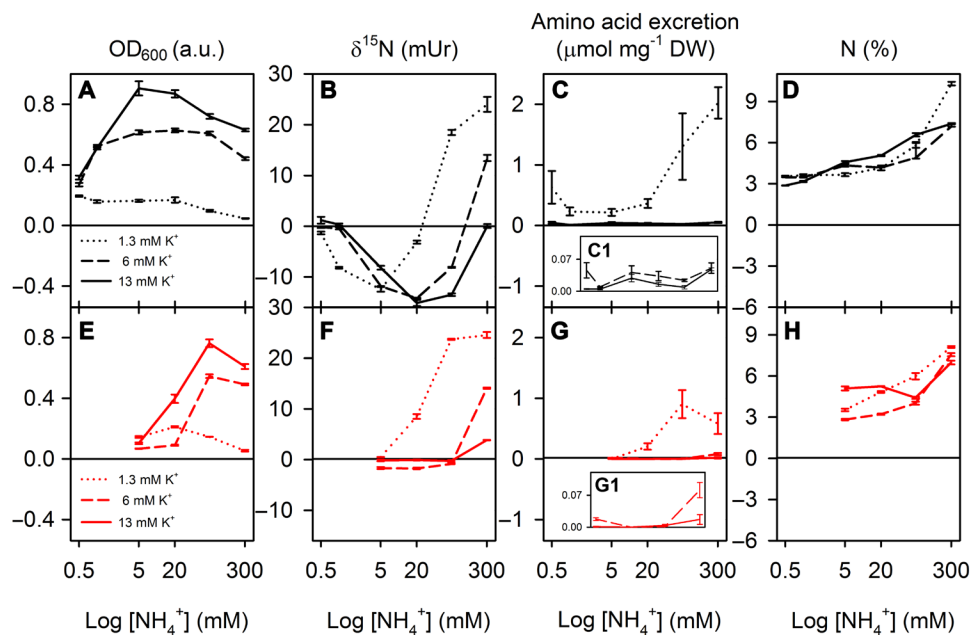 Amino acid excretion
OD₆₀₀ (a.u.) δ¹⁵N (mUr) (μmol mg⁻¹ DW) N (%)
A B C D
0.8 0.4 0.0 −0.4
30 20 10 0 −10
2 1 0 −1
9 6 3 0 −3 −6
1.3 mM K⁺
6 mM K⁺
13 mM K⁺
C1
0.07
0.00
E F G H
0.8 0.4 0.0 −0.4
30 20 10 0 −10
2 1 0 −1
9 6 3 0 −3 −6
1.3 mM K⁺
6 mM K⁺
13 mM K⁺
G1
0.07
0.00
0.5 5 20 300 0.5 5 20 300 0.5 5 20 300 0.5 5 20 300
Log [NH₄⁺] (mM) Log [NH₄⁺] (mM) Log [NH₄⁺] (mM) Log [NH₄⁺] (mM)